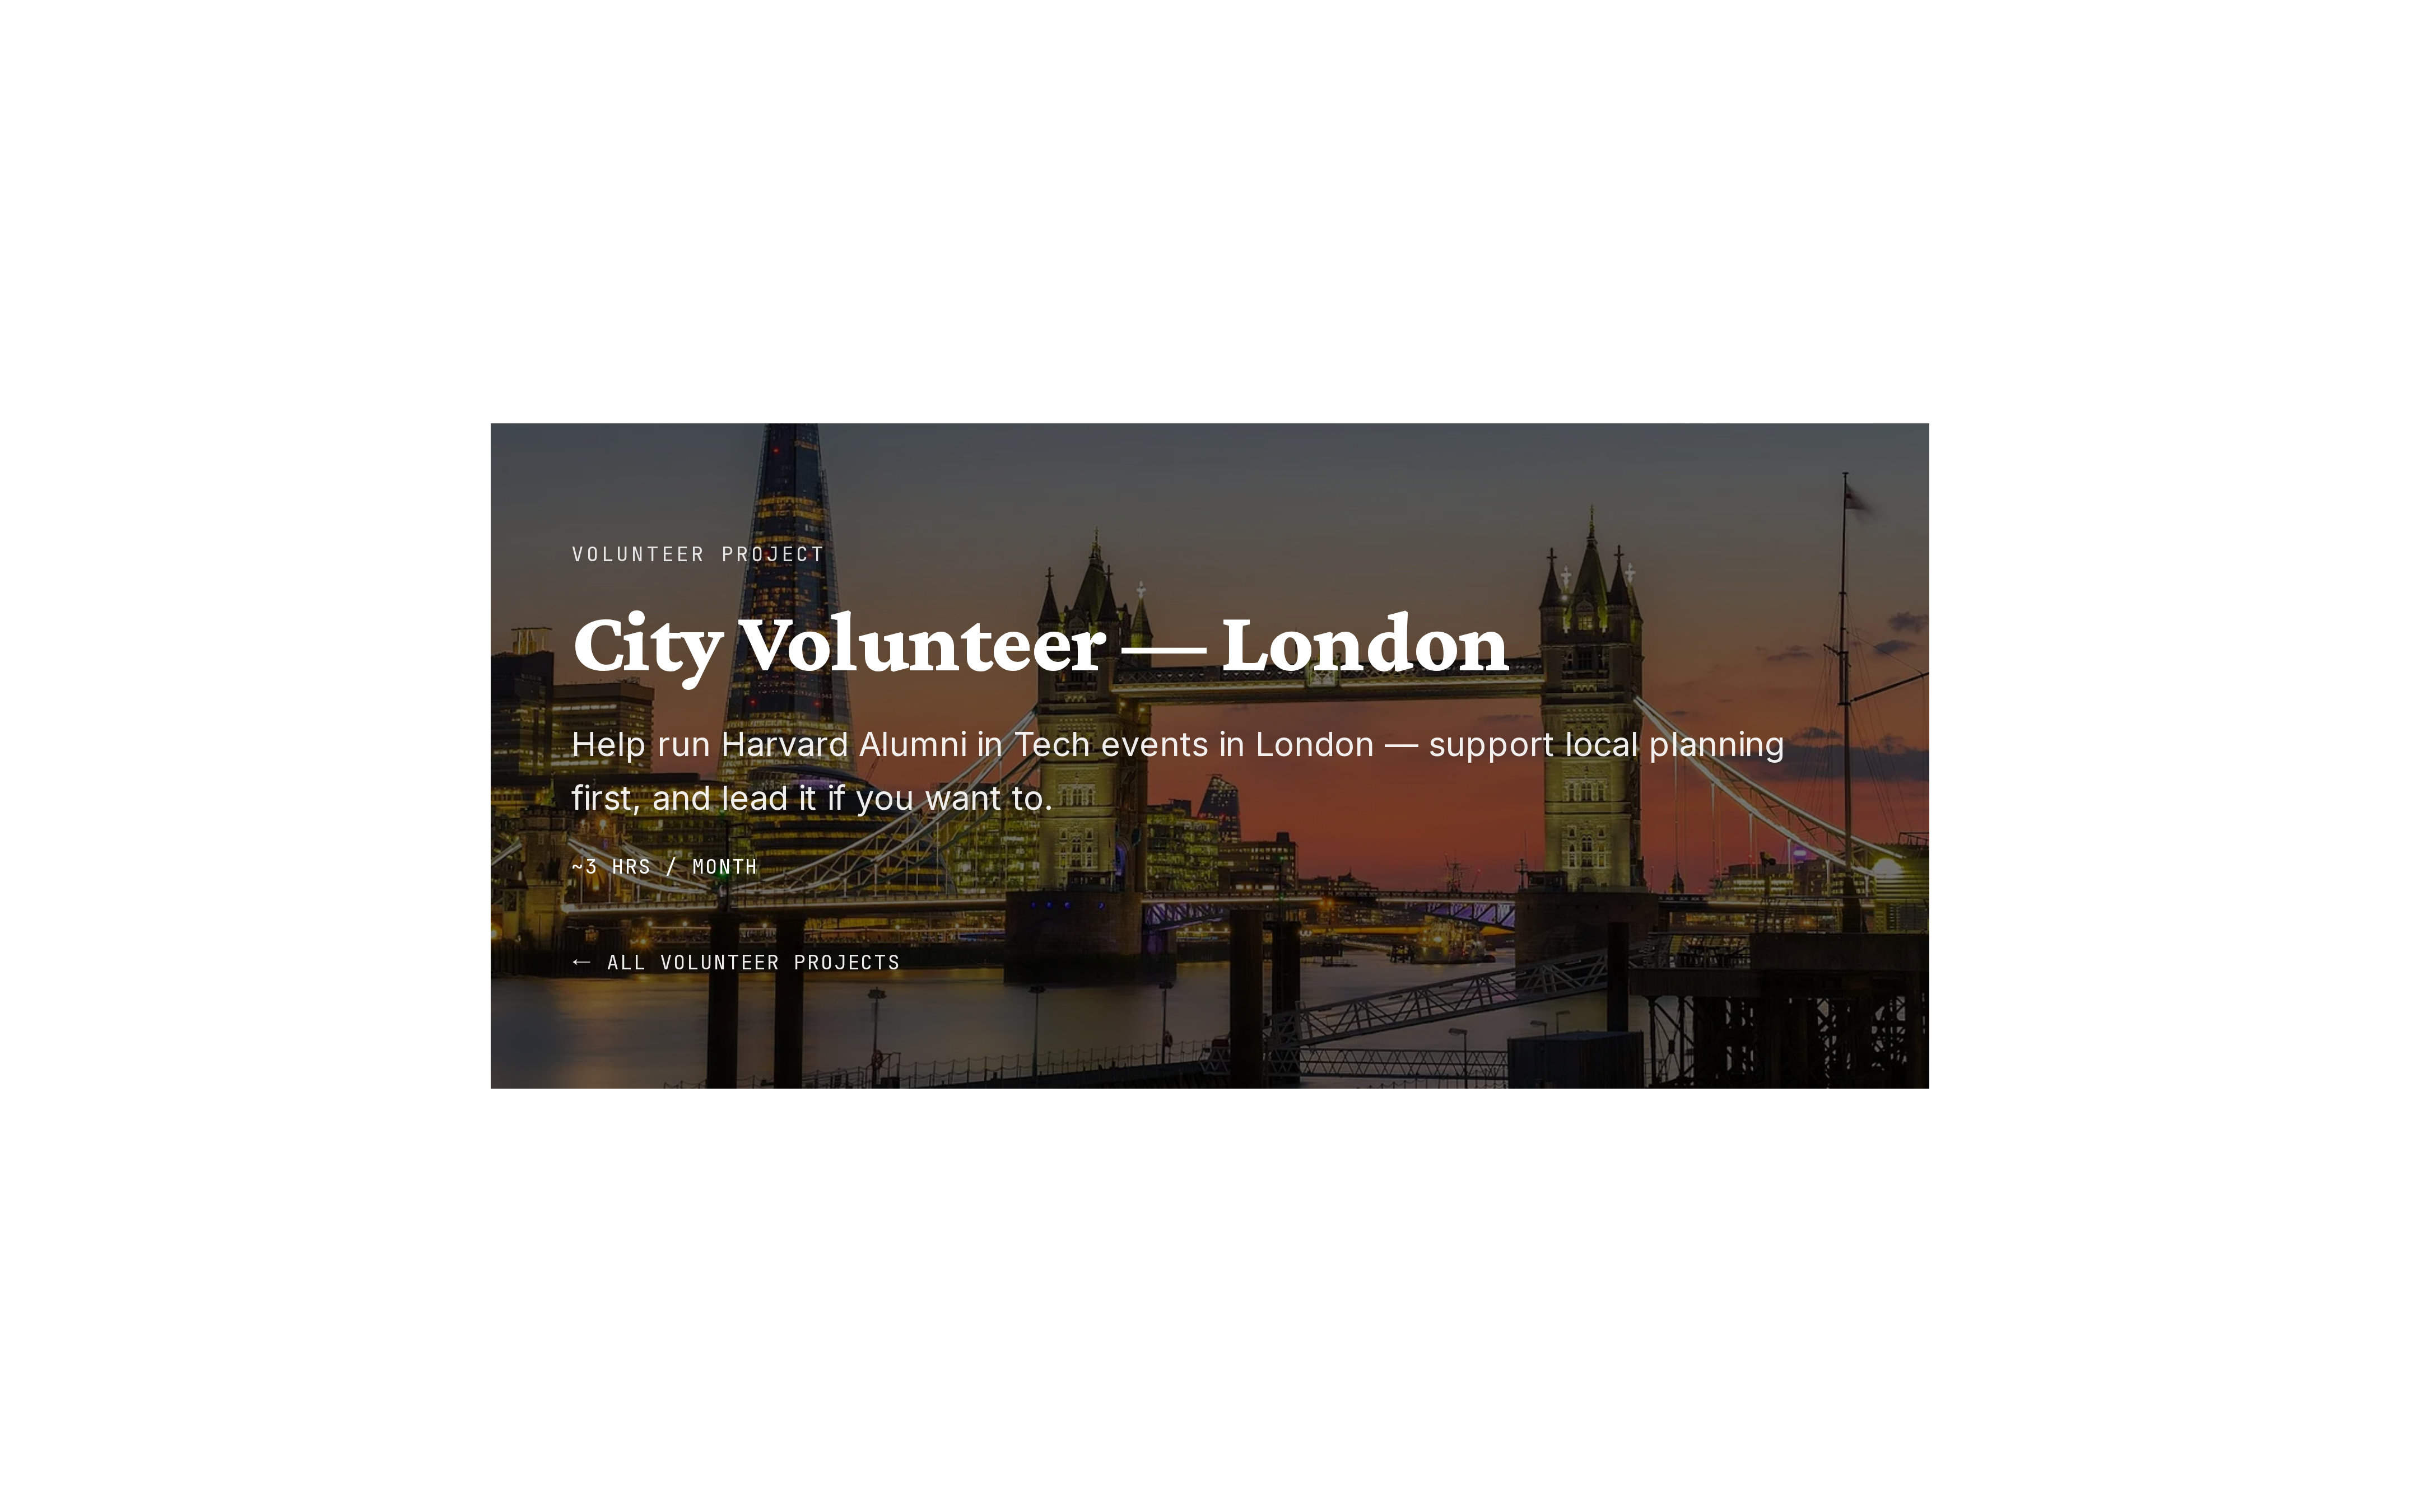 VOLUNTEER PROJECT
City Volunteer — London
Help run Harvard Alumni in Tech events in London — support local planning
first, and lead it if you want to.
~3 HRS / MONTH
← ALL VOLUNTEER PROJECTS